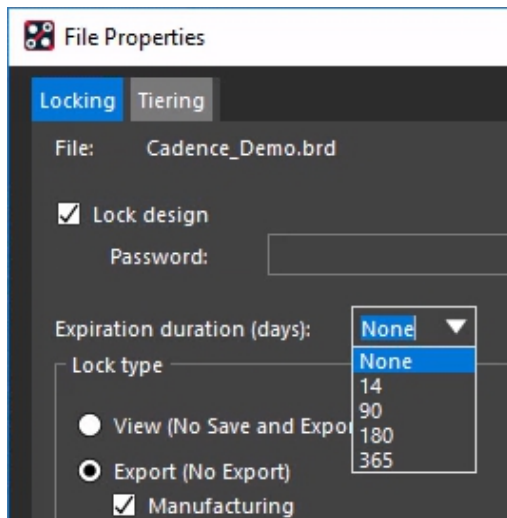 File Properties
Locking Tiering
File: Cadence_Demo.brd
Lock design
Password:
Expiration duration (days): None
None
Lock type
14
90
View (No Save and Expo
180
365
Export (No Export)
Manufacturing